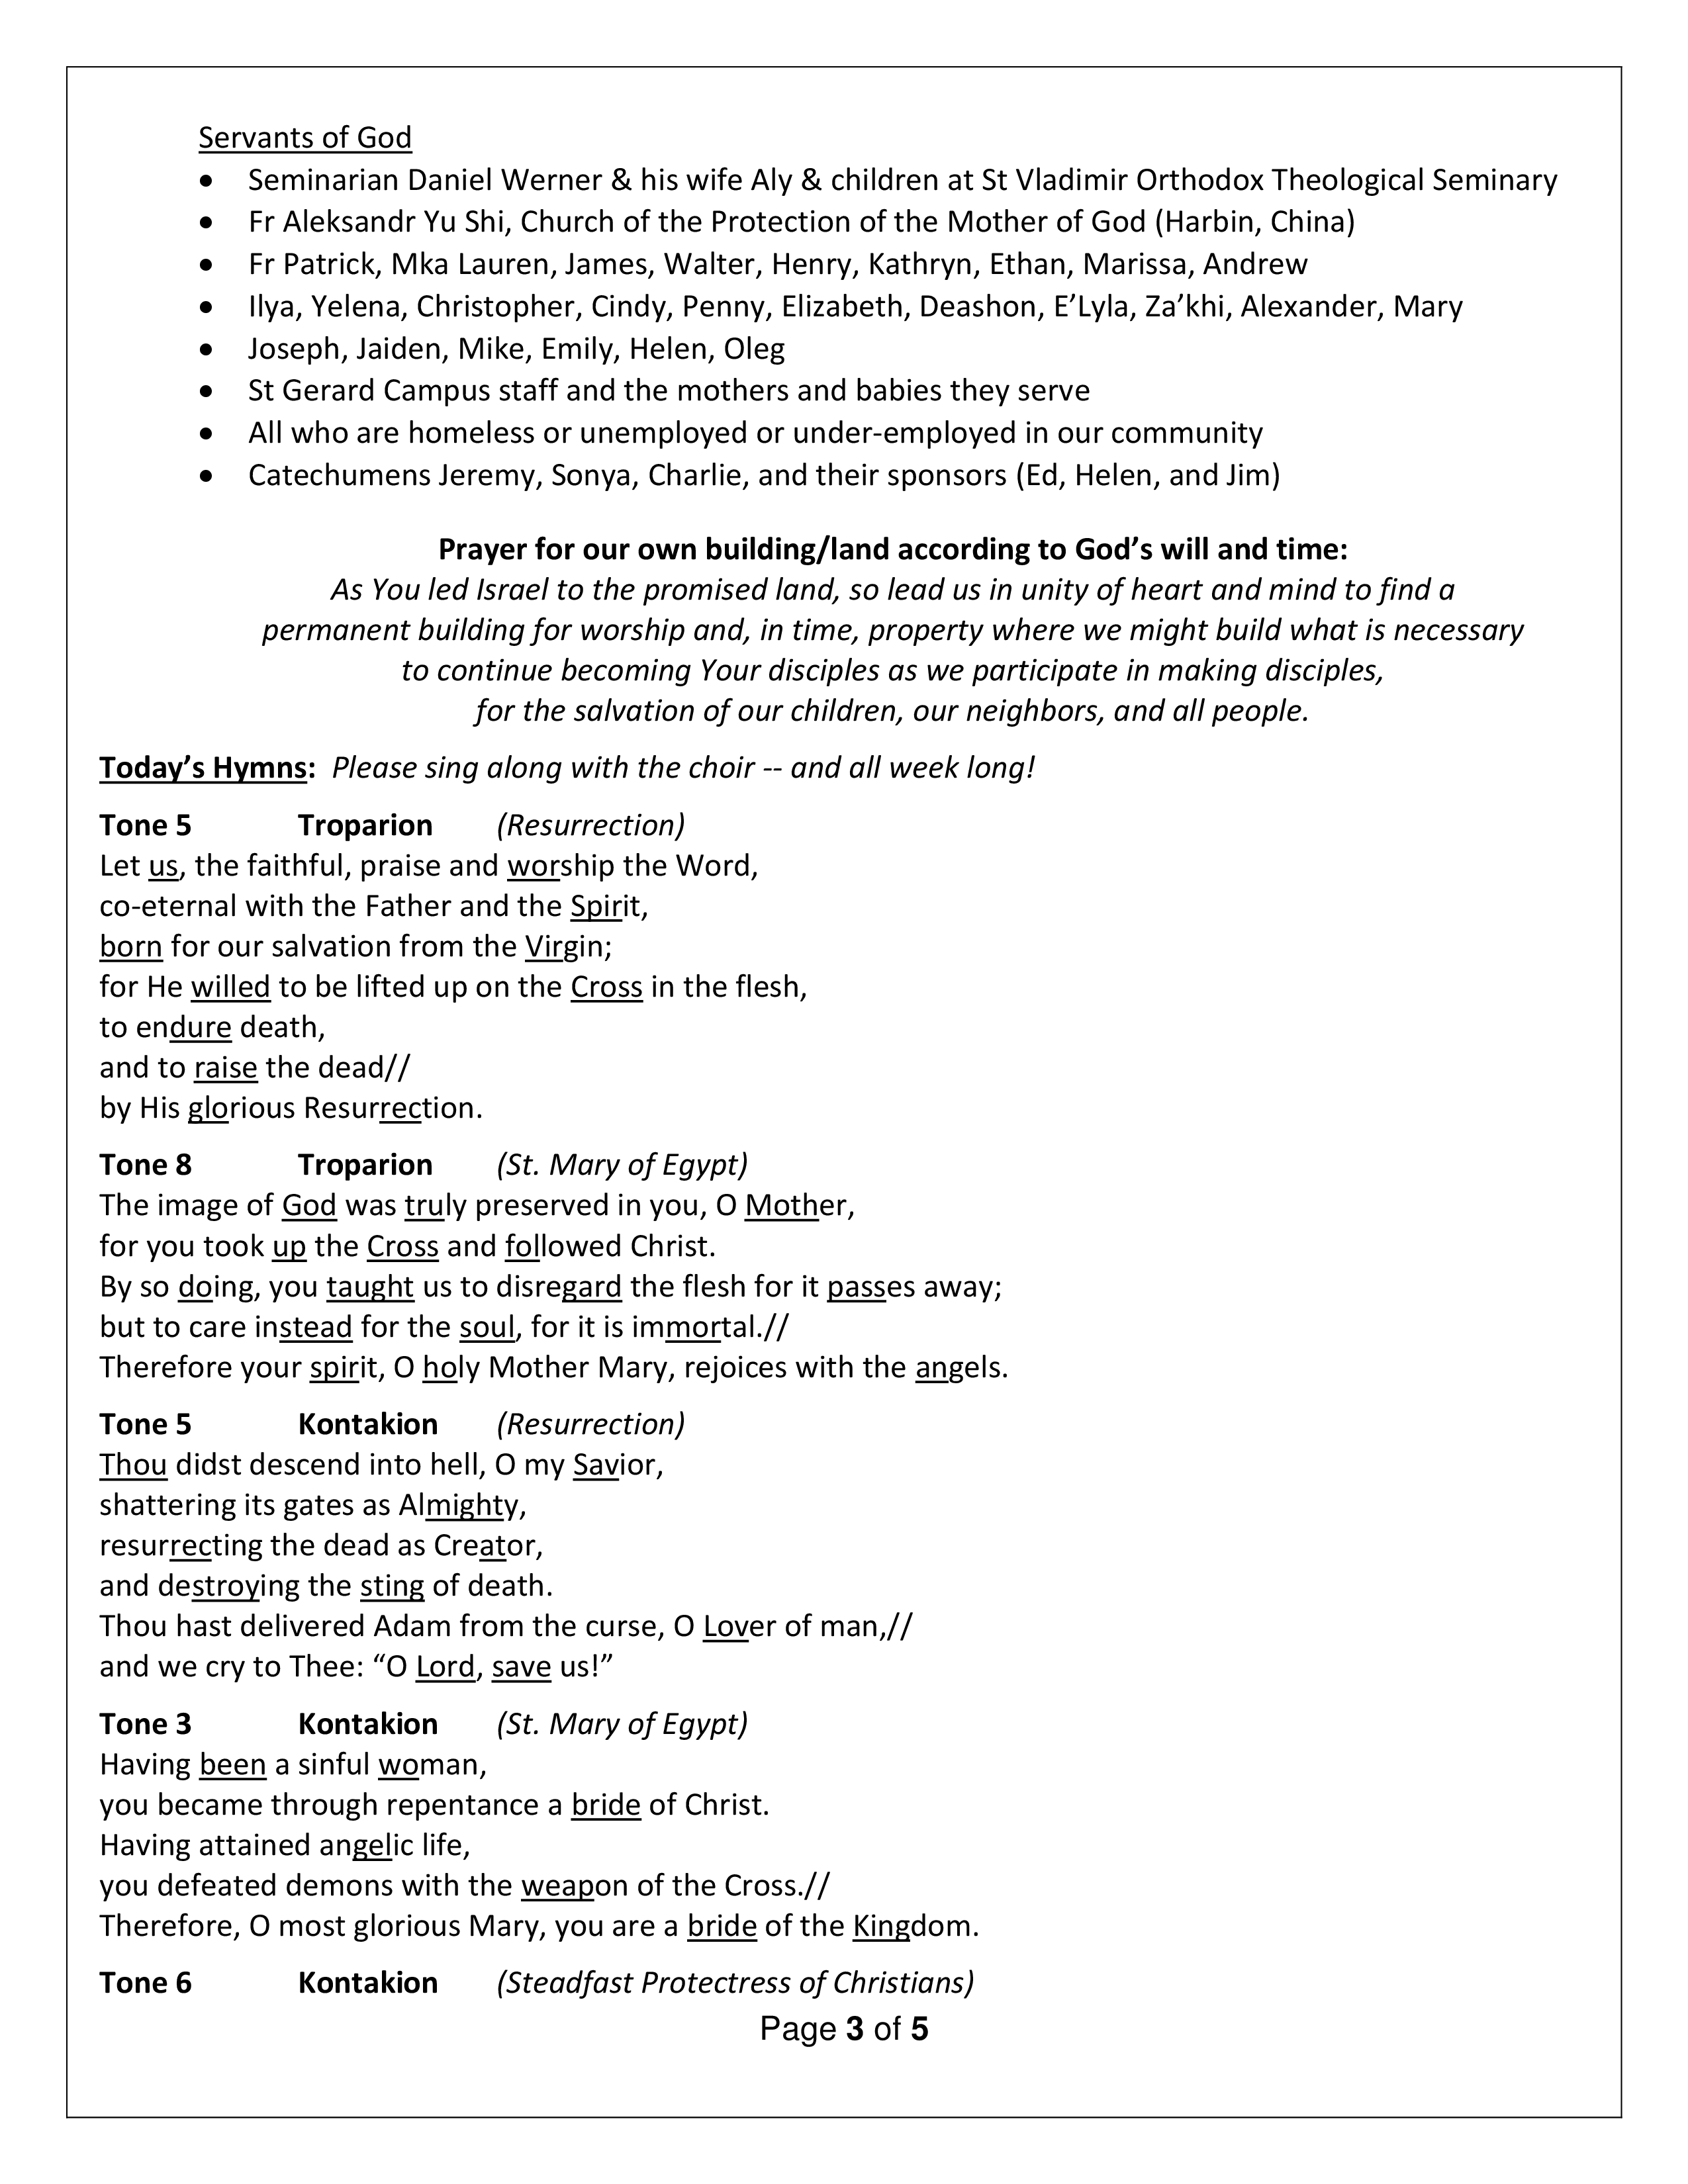 Servants of God
• Seminarian Daniel Werner & his wife Aly & children at St Vladimir Orthodox Theological Seminary
• Fr Aleksandr Yu Shi, Church of the Protection of the Mother of God (Harbin, China)
• Fr Patrick, Mka Lauren, James, Walter, Henry, Kathryn, Ethan, Marissa, Andrew
• Ilya, Yelena, Christopher, Cindy, Penny, Elizabeth, Deashon, E’Lyla, Za’khi, Alexander, Mary
• Joseph, Jaiden, Mike, Emily, Helen, Oleg
• St Gerard Campus staff and the mothers and babies they serve
• All who are homeless or unemployed or under-employed in our community
• Catechumens Jeremy, Sonya, Charlie, and their sponsors (Ed, Helen, and Jim)
Prayer for our own building/land according to God’s will and time:
As You led Israel to the promised land, so lead us in unity of heart and mind to find a
permanent building for worship and, in time, property where we might build what is necessary
to continue becoming Your disciples as we participate in making disciples,
for the salvation of our children, our neighbors, and all people.
Today’s Hymns: Please sing along with the choir -- and all week long!
Tone 5 Troparion (Resurrection)
Let us, the faithful, praise and worship the Word,
co-eternal with the Father and the Spirit,
born for our salvation from the Virgin;
for He willed to be lifted up on the Cross in the flesh,
to endure death,
and to raise the dead//
by His glorious Resurrection.
Tone 8 Troparion (St. Mary of Egypt)
The image of God was truly preserved in you, O Mother,
for you took up the Cross and followed Christ.
By so doing, you taught us to disregard the flesh for it passes away;
but to care instead for the soul, for it is immortal.//
Therefore your spirit, O holy Mother Mary, rejoices with the angels.
Tone 5 Kontakion (Resurrection)
Thou didst descend into hell, O my Savior,
shattering its gates as Almighty,
resurrecting the dead as Creator,
and destroying the sting of death.
Thou hast delivered Adam from the curse, O Lover of man,//
and we cry to Thee: “O Lord, save us!”
Tone 3 Kontakion (St. Mary of Egypt)
Having been a sinful woman,
you became through repentance a bride of Christ.
Having attained angelic life,
you defeated demons with the weapon of the Cross.//
Therefore, O most glorious Mary, you are a bride of the Kingdom.
Tone 6 Kontakion (Steadfast Protectress of Christians)
Page 3 of 5